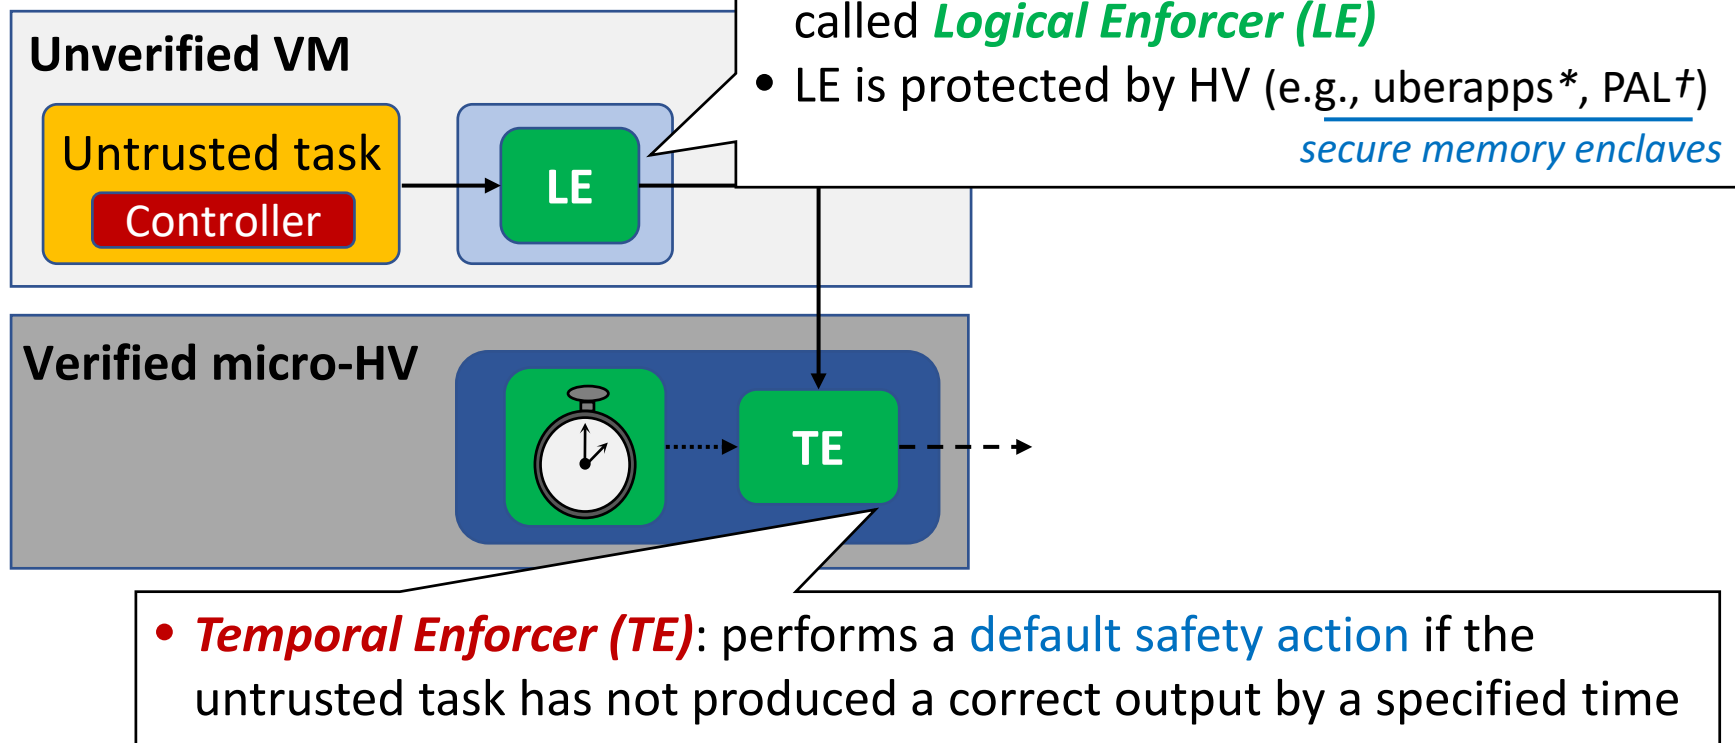 called Logical Enforcer (LE)
Unverified VM
• LE is protected by HV (e.g., uberapps*, PAL†)
secure memory enclaves
Untrusted task
Controller
LE
Verified micro-HV
TE
• Temporal Enforcer (TE): performs a default safety action if the
untrusted task has not produced a correct output by a specified time